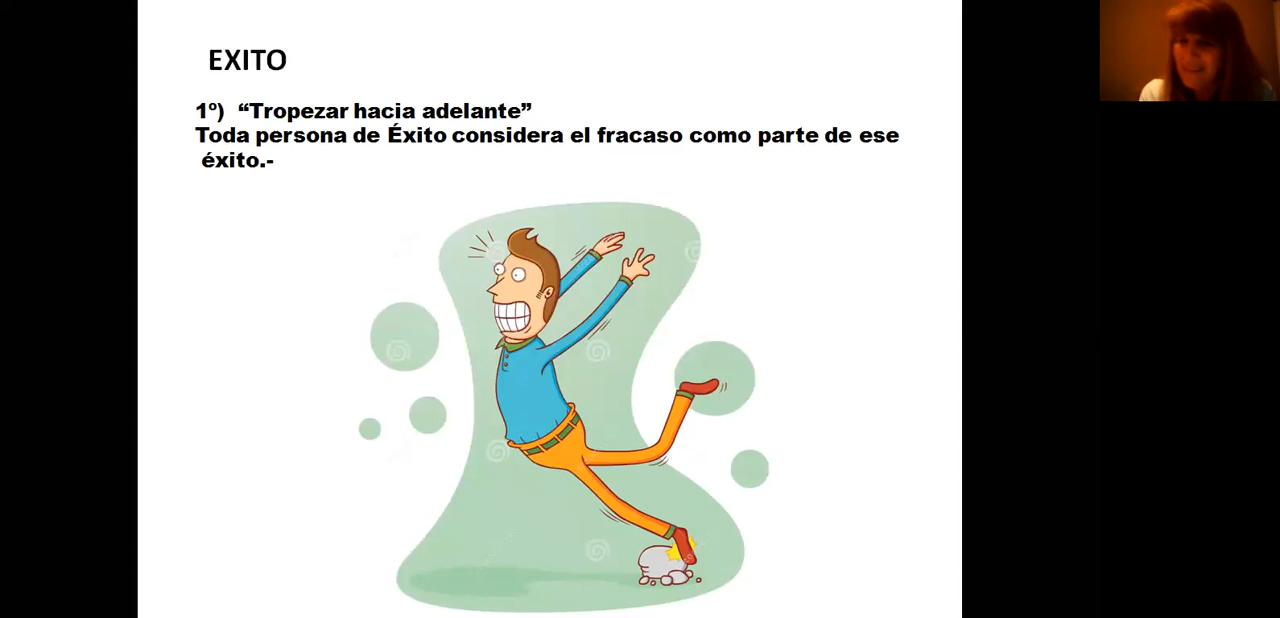 EXITO
1º) “Tropezar hacia adelante”
Toda persona de Éxito considera el fracaso como parte de ese
éxito.-